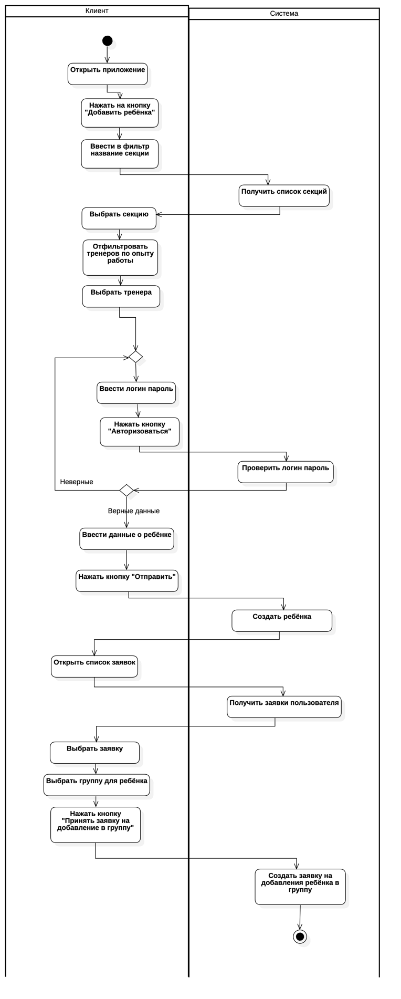 Клиент
Система
Открыть приложение
Нажать на кнопку
"Добавить ребёнка"
Ввести в фильтр
название секции
Получить список секций
Выбрать секцию
Отфильтровать
тренеров по опыту
работы
Выбрать тренера
Ввести логин пароль
Нажать кнопку
"Авторизоваться"
Проверить логин пароль
Неверные
Верные данные
Ввести данные о ребёнке
Нажать кнопку "Отправить"
Создать ребёнка
Открыть список заявок
Получить заявки пользователя
Выбрать заявку
Выбрать группу для ребёнка
Нажать кнопку
"Принять заявку на
добавление в группу"
Создать заявку на
добавления ребёнка в
группу